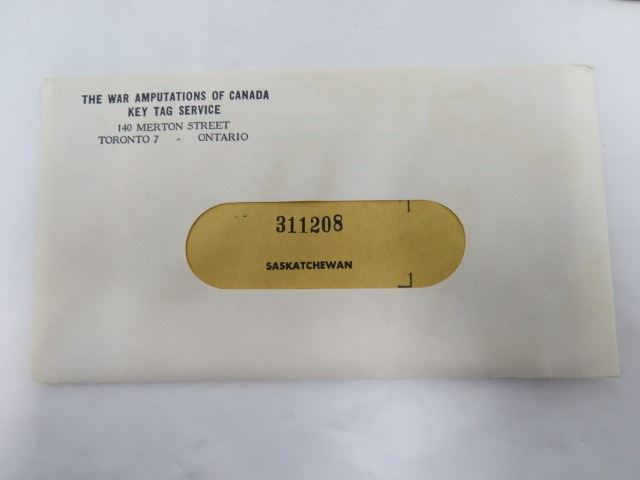 THE WAR AMPUTATIONS OF CANADA
KEY TAG SERVICE
140 MERTON STREET
TORONTO 7 - ONTARIO
311208
SASKATCHEWAN